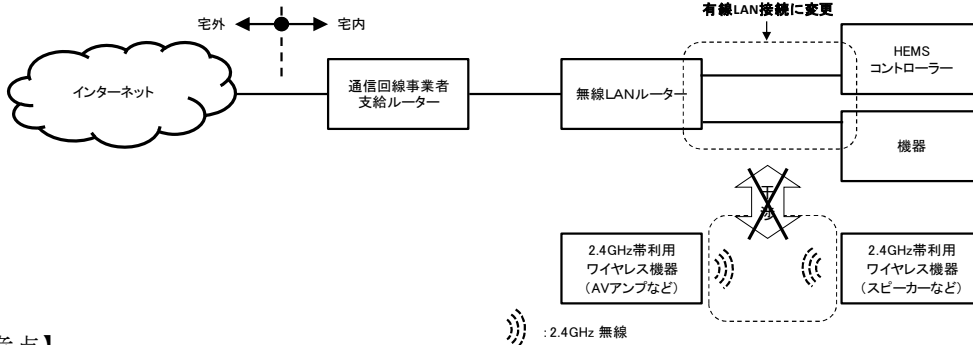 有線LAN接続に変更
宅外
宅内
インターネット
通信回線事業者
支給ルーター
無線LANルーター
HEMS
コントローラー
機器
干渉
2.4GHz帯利用
ワイヤレス機器
（AVアンプなど）
2.4GHz帯利用
ワイヤレス機器
（スピーカーなど）
：2.4GHz 無線
点】